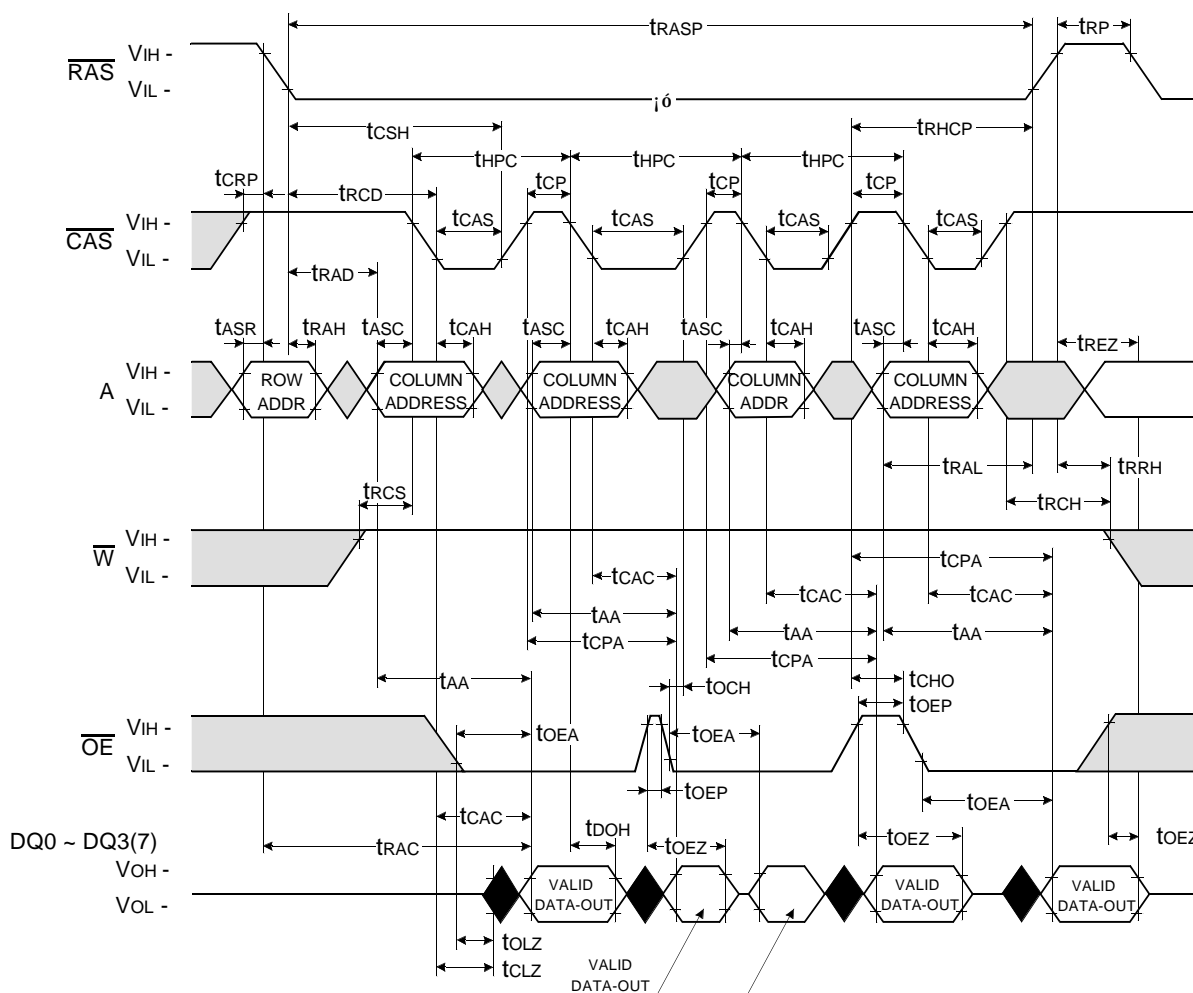 tRASP tRP
RAS VIH -
VIL -
¡ó
tCSH tRHCP
tHPC tHPC tHPC
tCRP tRCD tCP tCP tCP
CAS VIH -
VIL -
tCAS tCAS tCAS tCAS
tRAD
tASR tRAH tASC tCAH tASC tCAH tASC tCAH tASC tCAH tREZ
A VIH -
VIL -
ROW ADDR
COLUMN ADDRESS
COLUMN ADDRESS
COLUMN ADDR
COLUMN ADDRESS
tRAL tRRH
tRCS tRCH
W VIH -
VIL -
tCPA
tCAC tCAC tCAC
tAA tAA tAA
tCPA tCPA
tAA tOCH tCHO
tOEP
OE VIH -
VIL -
tOEA tOEA
tOEP tOEA
tCAC tDOH tOEZ tOEZ tOEZ
DQ0 ~ DQ3(7)
tRAC
VOH -
VOL -
VALID DATA-OUT
VALID DATA-OUT
VALID DATA-OUT
tOLZ
tCLZ
VALID
DATA-OUT